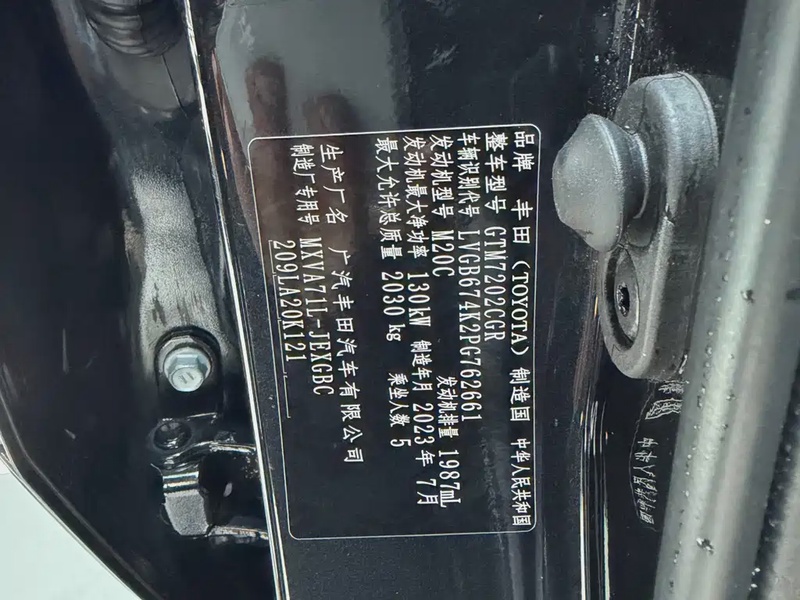 品牌 丰田（TOYOTA） 制造国 中华人民共和国
整车型号 GTM7202CGR
车辆识别代号 LVGB674K2PG762661
发动机型号 M20C 发动机排量 1987mL
发动机最大净功率 130kW 制造年月 2023年7月
最大允许总质量 2030kg 乘坐人数 5
生产厂名 广汽丰田汽车有限公司
制造厂专用号 MXVA71L-JEXGBC
209LA20K121